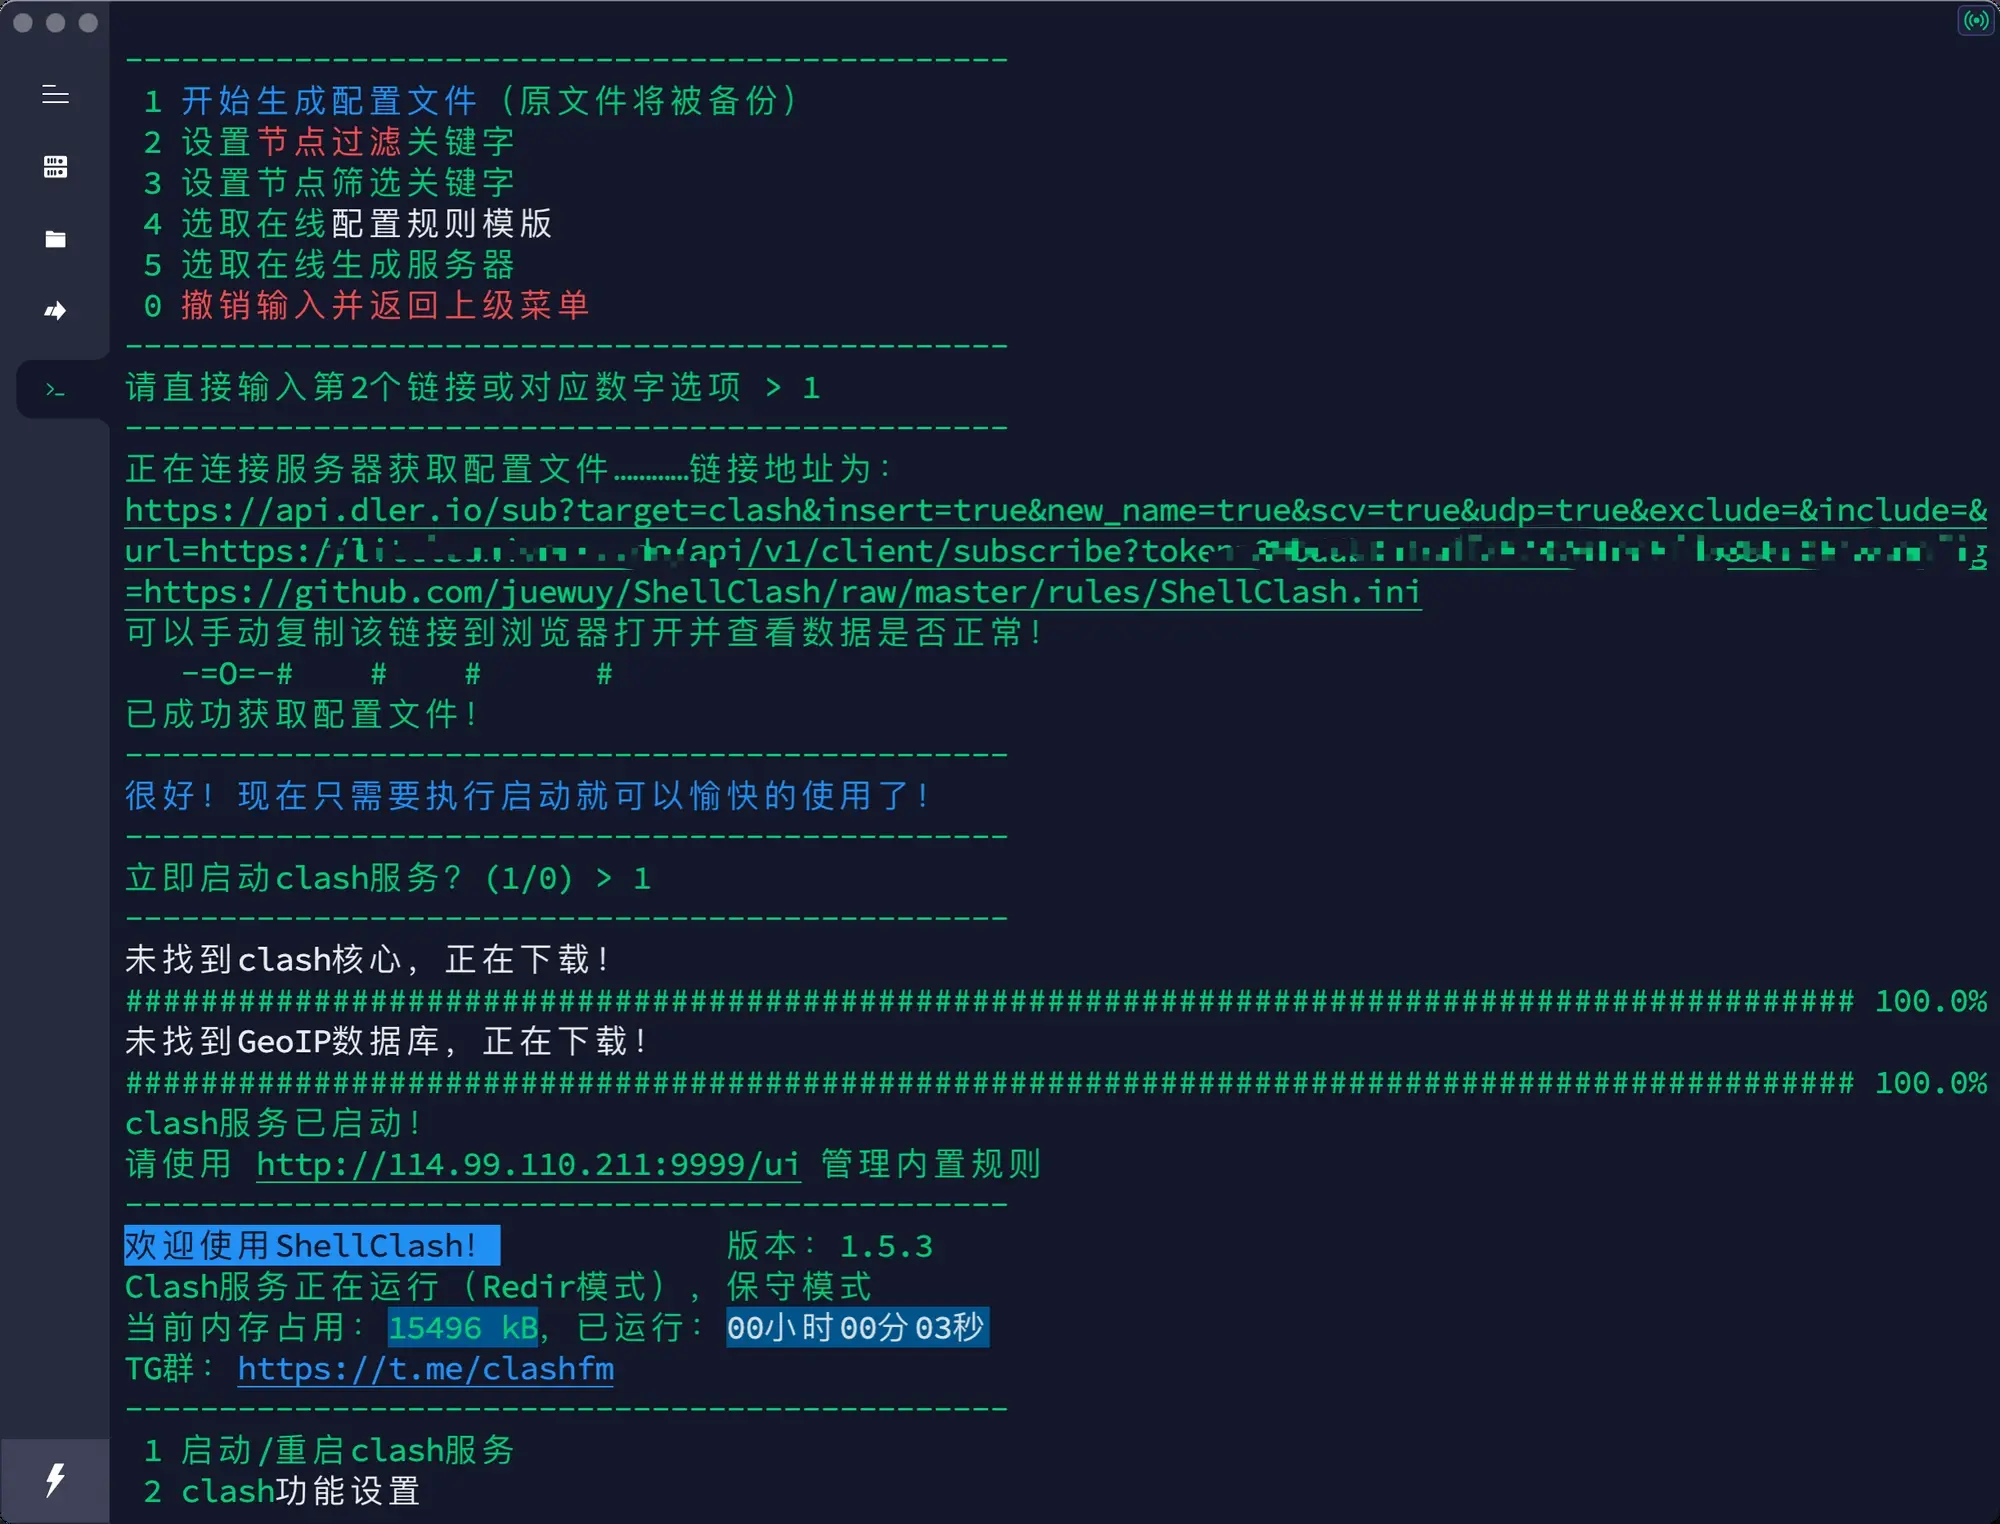 -----------------------------------------------
1 开始生成配置文件（原文件将被备份）
2 设置节点过滤关键字
3 设置节点筛选关键字
4 选取在线配置规则模版
5 选取在线生成服务器
0 撤销输入并返回上级菜单
-----------------------------------------------
请直接输入第2个链接或对应数字选项 > 1
-----------------------------------------------
正在连接服务器获取配置文件…………链接地址为：
https://api.dler.io/sub?target=clash&insert=true&new_name=true&scv=true&udp=true&exclude=&include=&
url=https:// /api/v1/client/subscribe?token
=https://github.com/juewuy/ShellClash/raw/master/rules/ShellClash.ini
可以手动复制该链接到浏览器打开并查看数据是否正常！
-=O=-#    #    #      #
已成功获取配置文件！
-----------------------------------------------
很好！现在只需要执行启动就可以愉快的使用了！
-----------------------------------------------
立即启动clash服务？(1/0) > 1
-----------------------------------------------
未找到clash核心，正在下载！
############################################################################################ 100.0%
未找到GeoIP数据库，正在下载！
############################################################################################ 100.0%
clash服务已启动！
请使用 http://114.99.110.211:9999/ui 管理内置规则
-----------------------------------------------
欢迎使用ShellClash！ 版本：1.5.3
Clash服务正在运行（Redir模式），保守模式
当前内存占用：15496 kB，已运行：00小时00分03秒
TG群：https://t.me/clashfm
-----------------------------------------------
1 启动/重启clash服务
2 clash功能设置